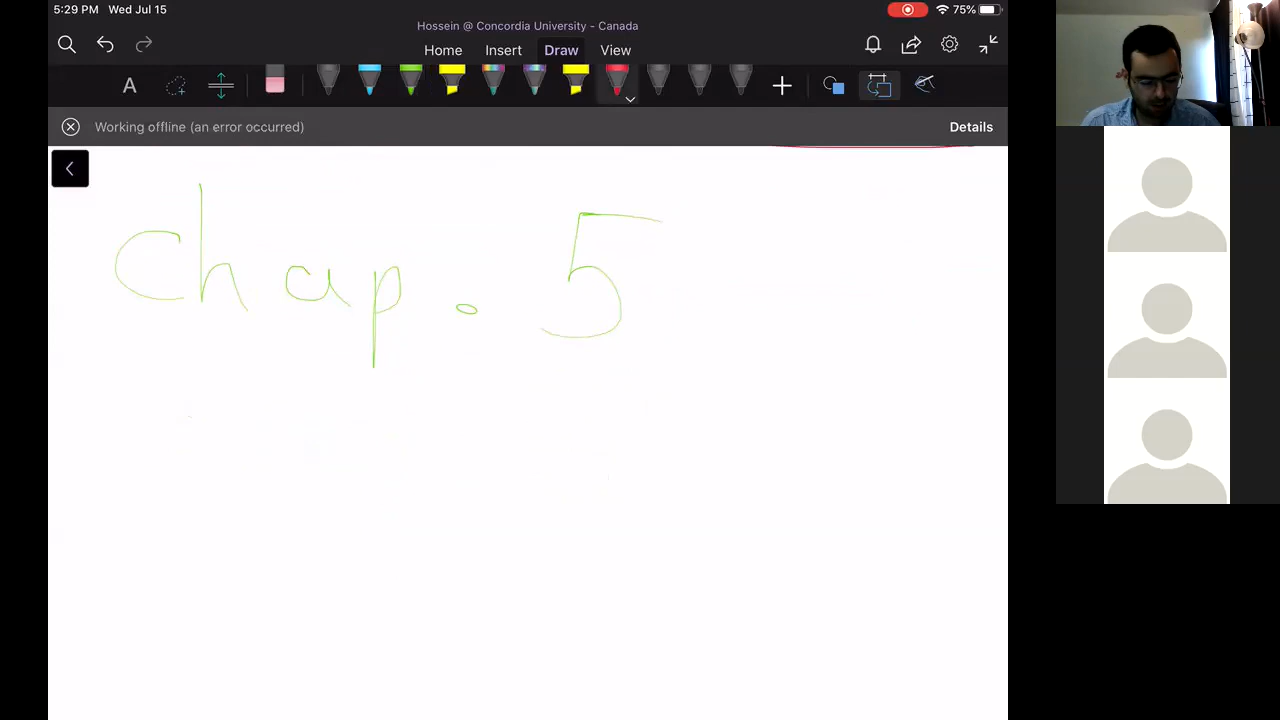 5:29 PM Wed Jul 15
75%
Hossein @ Concordia University - Canada
Home Insert Draw View
A
Working offline (an error occurred)
Details
Chap. 5